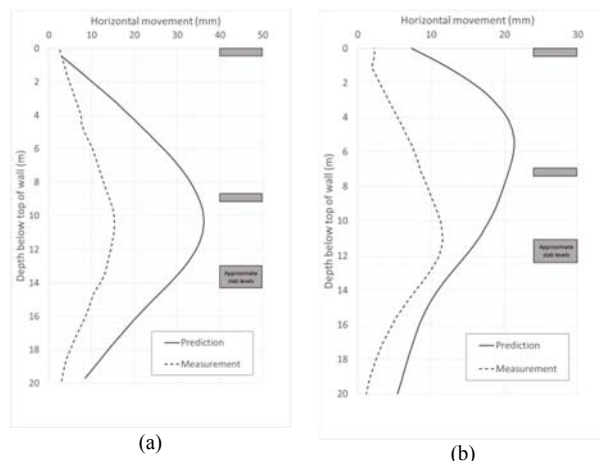 Horizontal movement (mm)
0 10 20 30 40 50
Depth below top of wall (m)
0
2
4
6
8
10
12
14
16
18
20
Approximate
slab levels
Prediction
Measurement
(a)
Horizontal movement (mm)
0 10 20 30
Depth below top of wall (m)
0
2
4
6
8
10
12
14
16
18
20
Approximate
slab levels
Prediction
Measurement
(b)